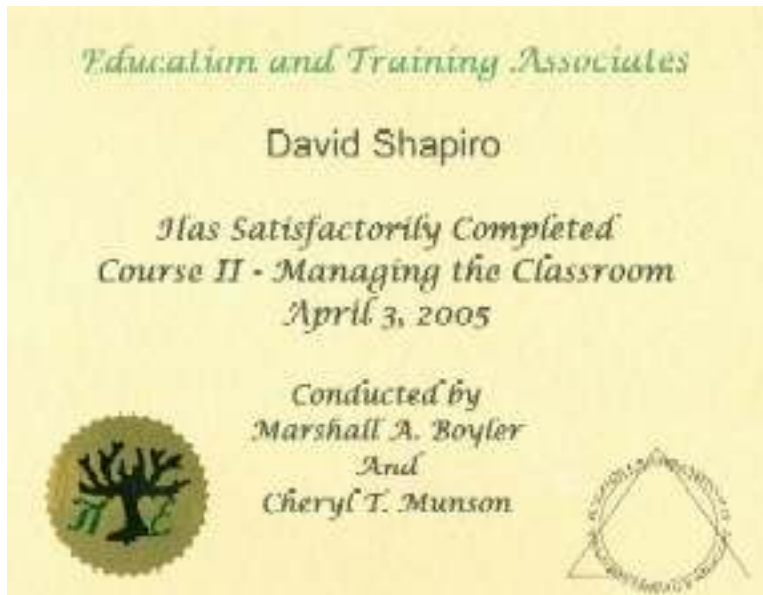 Education and Training Associates
David Shapiro
Has Satisfactorily Completed
Course II - Managing the Classroom
April 3, 2005
Conducted by
Marshall A. Boyler
And
Cheryl T. Munson